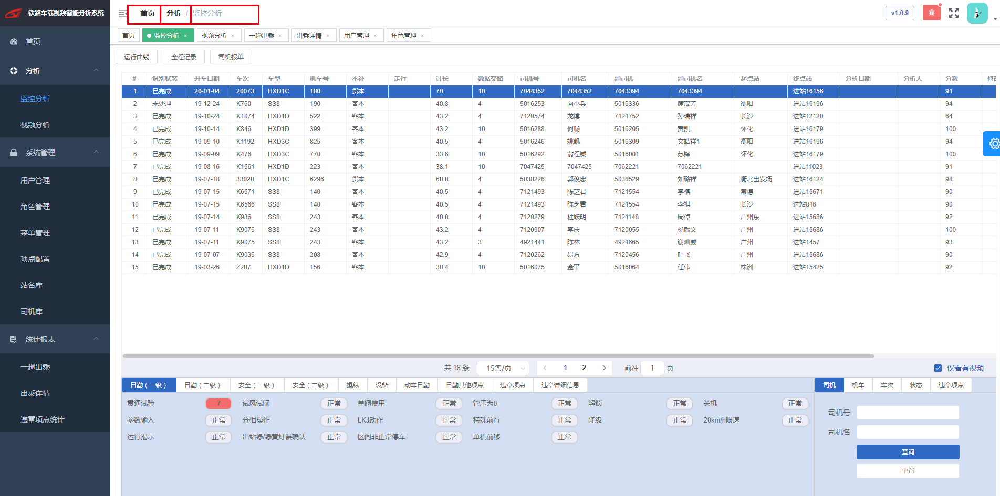 铁路车载视频智能分析系统
首页 分析 / 监控分析
v1.0.9
首页
分析
监控分析
视频分析
系统管理
用户管理
角色管理
菜单管理
项点配置
站名库
司机库
统计报表
一趟出乘
出乘详情
违章项点统计
首页 监控分析 × 视频分析 × 一趟出乘 × 出乘详情 × 用户管理 × 角色管理 ×
运行曲线 全程记录 司机报单
# 识别状态 开车日期 车次 车型 机车号 本补 走行 计长 数据交路 司机号 司机名 副司机 副司机名 起点站 终点站 分析日期 分析人 分数
1 已完成 20-01-04 20073 HXD1C 180 货本 70 10 7044352 7044352 7043394 7043394 进站16156 91
2 未处理 19-12-24 K760 SS8 190 客本 40.8 4 5016253 向小兵 5016336 庹茂芳 衡阳 进站16196 94
3 已完成 19-10-24 K1074 HXD1D 522 客本 43.2 4 7120574 龙博 7121752 孙瑞祥 长沙 进站12120 64
4 已完成 19-10-14 K846 HXD1D 399 客本 43.2 10 5016288 何畅 5016205 黄凯 怀化 进站16179 100
5 已完成 19-09-10 K1192 HXD3C 825 客本 40.5 4 5016246 姚凯 5016309 文皓祥1 衡阳 进站16196 94
6 已完成 19-09-09 K476 HXD3C 770 客本 33.6 10 5016292 翁程铖 5016001 苏锋 怀化 进站16179 100
7 已完成 19-08-16 K1561 HXD1D 223 客本 38.1 10 7047425 7047425 7062221 7062221 进站11023 91
8 已完成 19-07-18 33028 HXD1C 6296 货本 68.8 4 5038226 郭俊忠 5038529 刘璐祥 衡北出发场 进站16124 98
9 已完成 19-07-15 K6571 SS8 140 客本 40.5 4 7121493 陈芝君 7121554 李祺 常德 进站15671 90
10 已完成 19-07-15 K6566 SS8 140 客本 40.5 4 7121493 陈芝君 7121554 李祺 长沙 进站816 90
11 已完成 19-07-14 K936 SS8 243 客本 40.8 4 7120279 杜跃明 7121148 周倬 广州东 进站15686 92
12 已完成 19-07-11 K9076 SS8 243 客本 43.2 4 7120907 李庆 7120055 杨献文 广州 进站15686 100
13 已完成 19-07-11 K9075 SS8 243 客本 43.2 3 4921441 陈林 4921665 谢灿威 广州 进站1457 93
14 已完成 19-07-07 K9036 SS8 208 客本 42.9 4 7120262 易方 7120456 叶飞 广州 进站15686 90
15 已完成 19-03-26 Z287 HXD1D 156 客本 38.4 10 5016075 金平 5016064 任伟 株洲 进站15425 92
共 16 条 15条/页 < 1 2 > 前往 1 页 仅看有视频
日勤（一级） 日勤（二级） 安全（一级） 安全（二级） 操纵 设备 动车日勤 日勤其他项点 违章项点 违章详细信息
贯通试验 7 试风试闸 正常 单阀使用 正常 管压为0 正常 解锁 正常 关机 正常
参数输入 正常 分相操作 正常 LKJ动作 正常 特殊前行 正常 降级 正常 20km/h限速 正常
运行揭示 正常 出站绿/绿黄灯误确认 正常 区间非正常停车 正常 单机前移 正常
司机 机车 车次 状态 违章项点
司机号
司机名
查询
重置